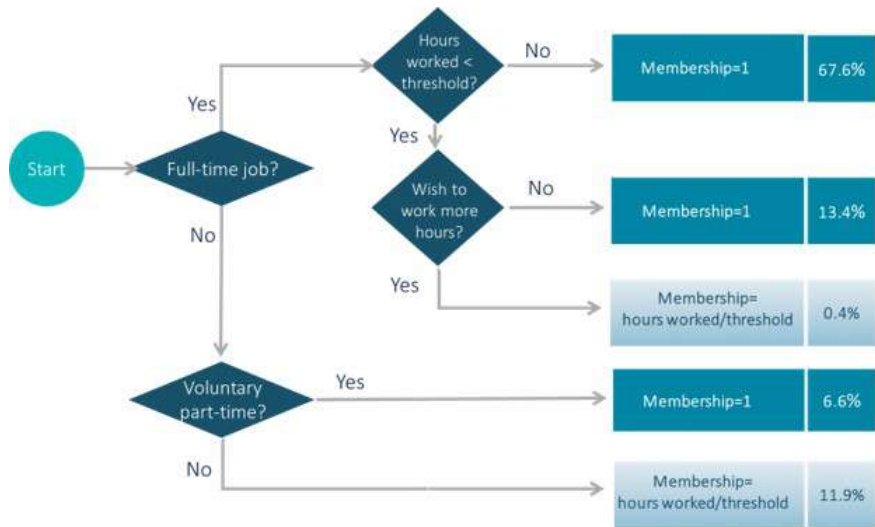 Start
Full-time job?
Yes
No
Hours
worked <
threshold?
No
Membership=1
67.6%
Yes
Wish to
work more
hours?
No
Membership=1
13.4%
Yes
Membership=
hours worked/threshold
0.4%
Voluntary
part-time?
Yes
Membership=1
6.6%
No
Membership=
hours worked/threshold
11.9%